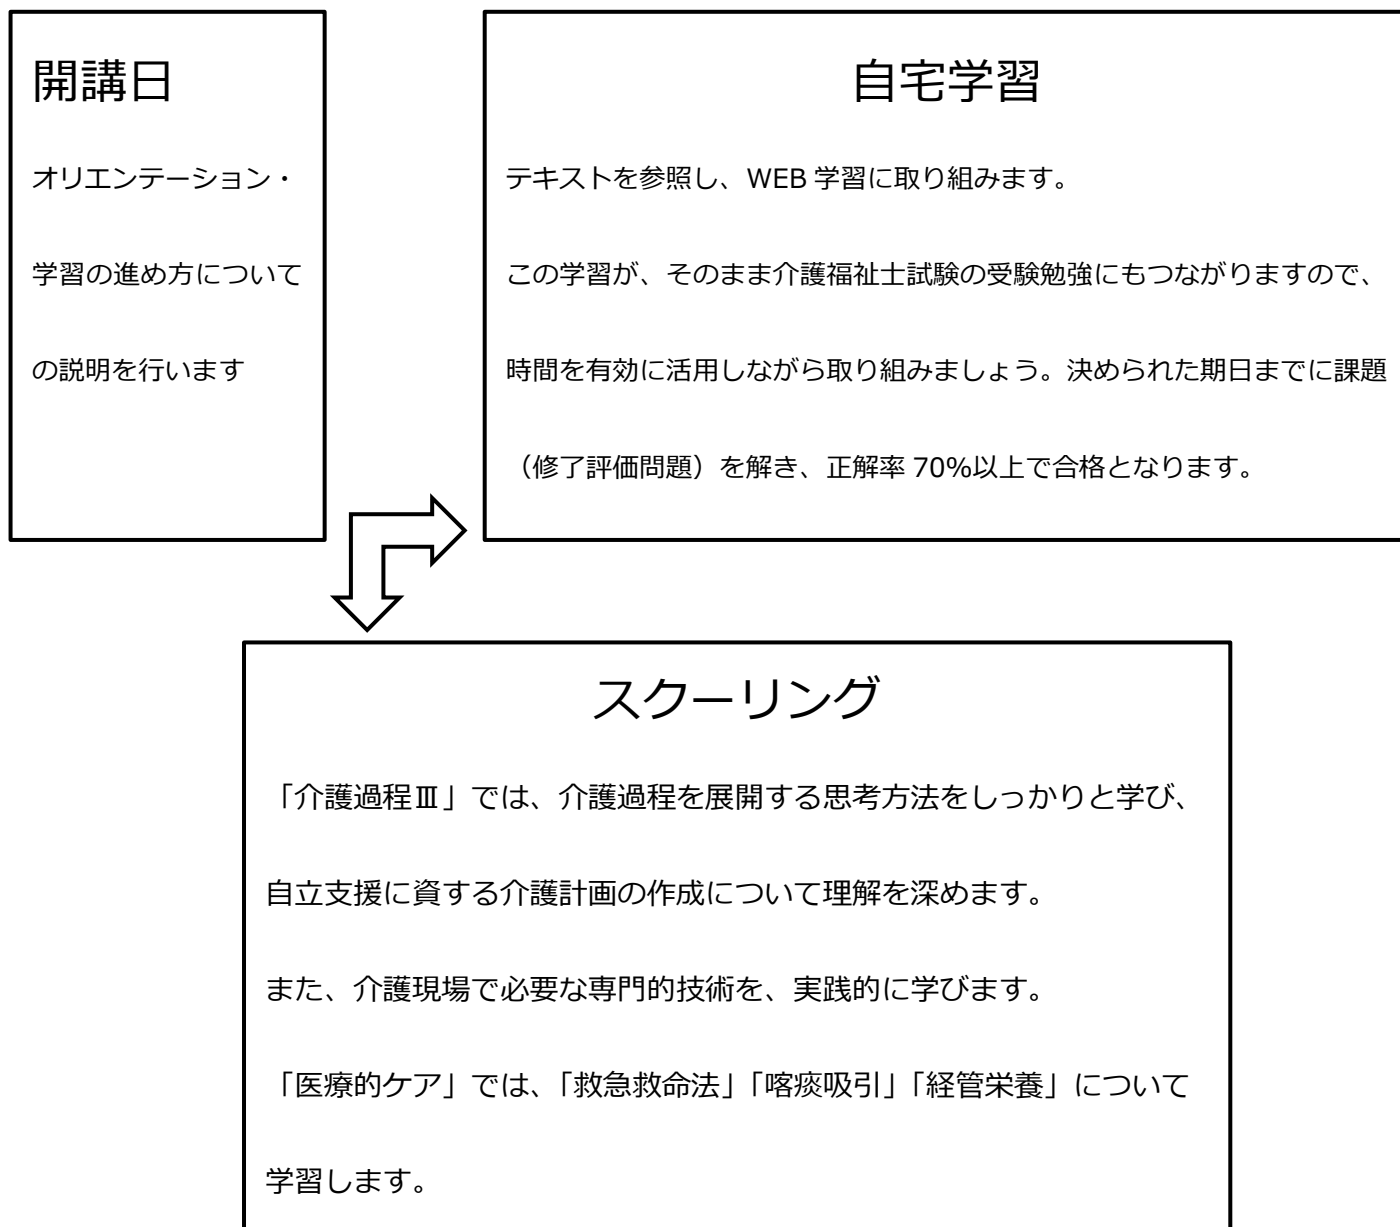 開講日
オリエンテーション・
学習の進め方について
の説明を行います
自宅学習
テキストを参照し、WEB 学習に取り組みます。
この学習が、そのまま介護福祉士試験の受験勉強にもつながりますので、
時間を有効に活用しながら取り組みましょう。決められた期日までに課題
（修了評価問題）を解き、正解率 70%以上で合格となります。
スクーリング
「介護過程Ⅲ」では、介護過程を展開する思考方法をしっかりと学び、
自立支援に資する介護計画の作成について理解を深めます。
また、介護現場で必要な専門的技術を、実践的に学びます。
「医療的ケア」では、「救急救命法」「喀痰吸引」「経管栄養」について
学習します。